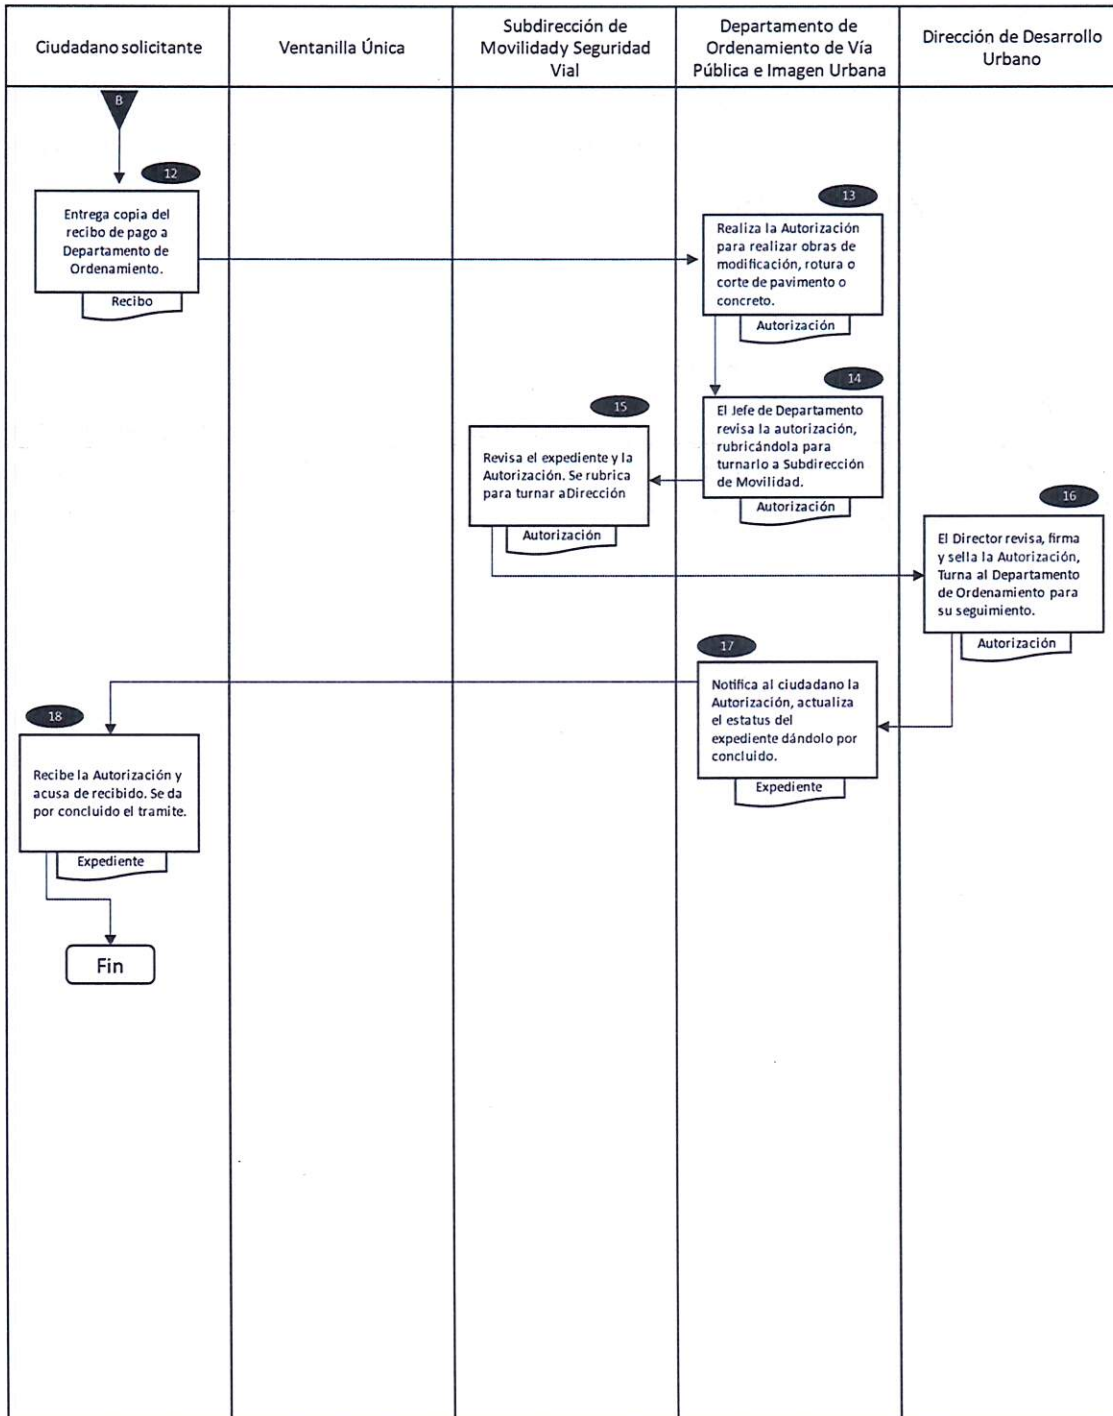 Ciudadano solicitante
Ventanilla Única
Subdirección de
Movilidad y Seguridad
Vial
Departamento de
Ordenamiento de Vía
Pública e Imagen Urbana
Dirección de Desarrollo
Urbano
B
12
Entrega copia del
recibo de pago a
Departamento de
Ordenamiento.
Recibo
13
Realiza la Autorización
para realizar obras de
modificación, rotura o
corte de pavimento o
concreto.
Autorización
14
El Jefe de Departamento
revisa la autorización,
rubricándola para
turnarlo a Subdirección
de Movilidad.
Autorización
15
Revisa el expediente y la
Autorización. Se rubrica
para turnar a Dirección
Autorización
16
El Director revisa, firma
y sella la Autorización,
Turna al Departamento
de Ordenamiento para
su seguimiento.
Autorización
17
Notifica al ciudadano la
Autorización, actualiza
el estatus del
expediente dándolo por
concluido.
Expediente
18
Recibe la Autorización y
acusa de recibido. Se da
por concluido el tramite.
Expediente
Fin